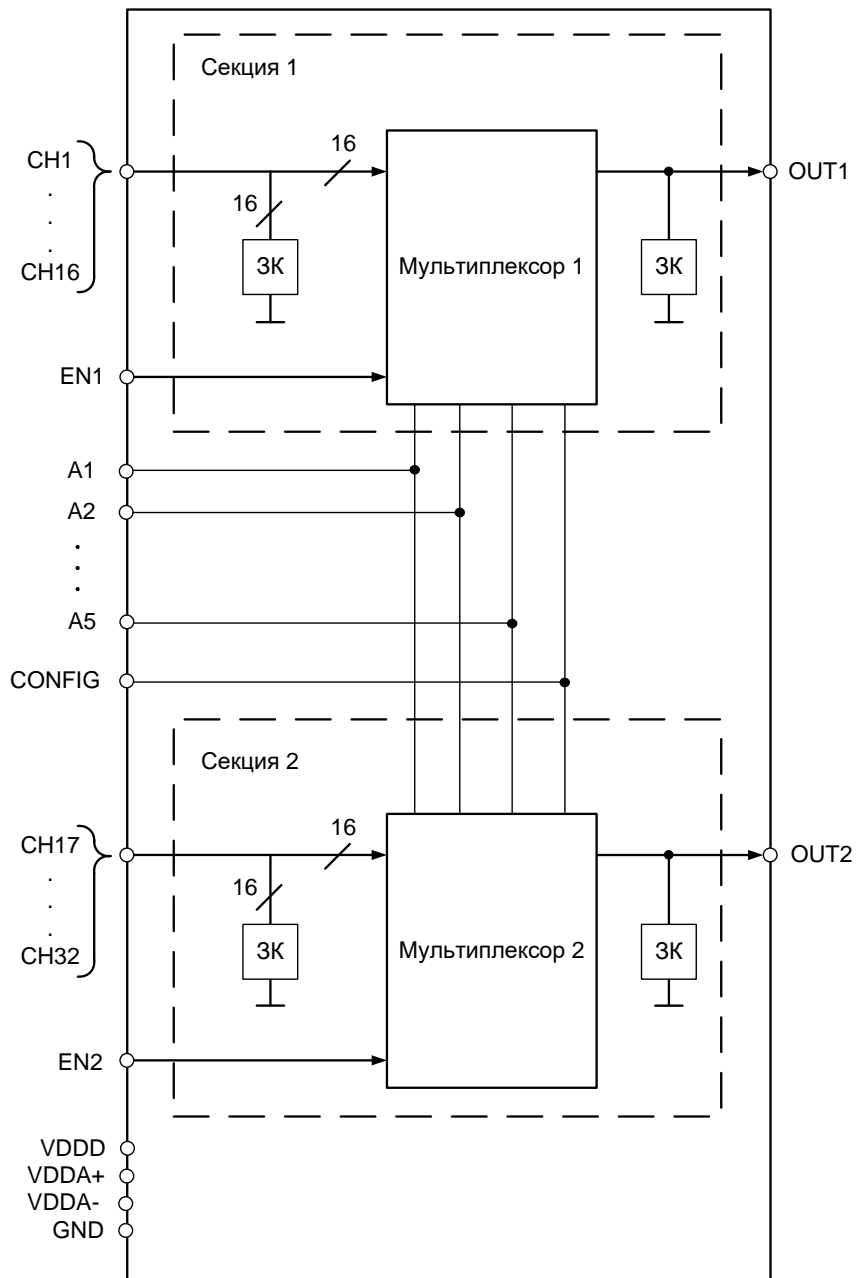 Секция 1
CH1
.
.
.
CH16
16
16
ЗК
Мультиплексор 1
ЗК
OUT1
EN1
A1
A2
.
.
.
A5
CONFIG
Секция 2
CH17
.
.
.
CH32
16
16
ЗК
Мультиплексор 2
ЗК
OUT2
EN2
VDDD
VDDA+
VDDA-
GND